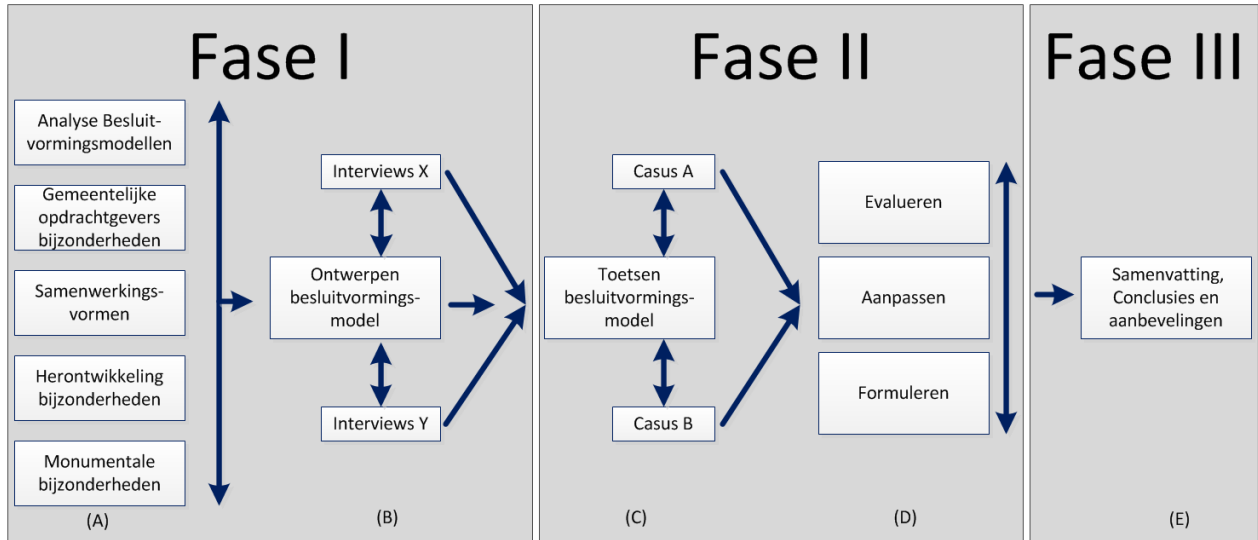 Fase I
Analyse Besluit-
vormingsmodellen
Gemeentelijke
opdrachtgevers
bijzonderheden
Samenwerkings-
vormen
Herontwikkeling
bijzonderheden
Monumentale
bijzonderheden
(A)
Interviews X
Ontwerpen
besluitvormings-
model
Interviews Y
(B)
Fase II
Casus A
Toetsen
besluitvormings-
model
Casus B
(C)
Evalueren
Aanpassen
Formuleren
(D)
Fase III
Samenvatting,
Conclusies en
aanbevelingen
(E)